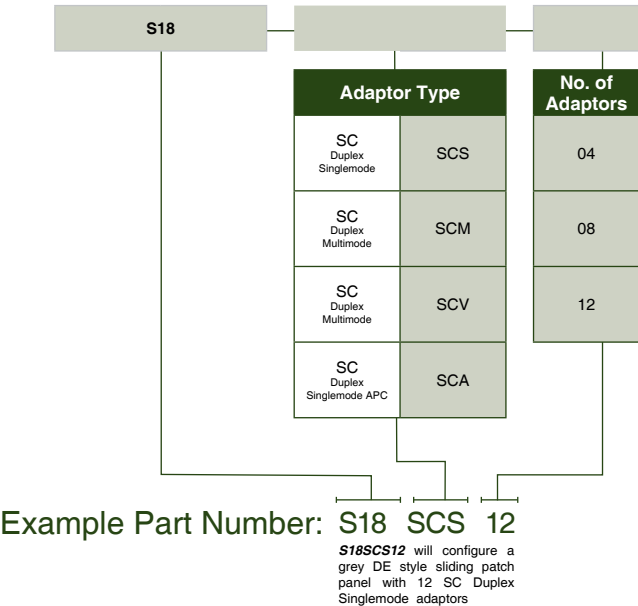 S18
Adaptor Type
No. of
Adaptors
SC
Duplex
Singlemode
SCS
04
SC
Duplex
Multimode
SCM
08
SC
Duplex
Multimode
SCV
12
SC
Duplex
Singlemode APC
SCA
Example Part Number: S18 SCS 12
S18SCS12 will configure a
grey DE style sliding patch
panel with 12 SC Duplex
Singlemode adaptors